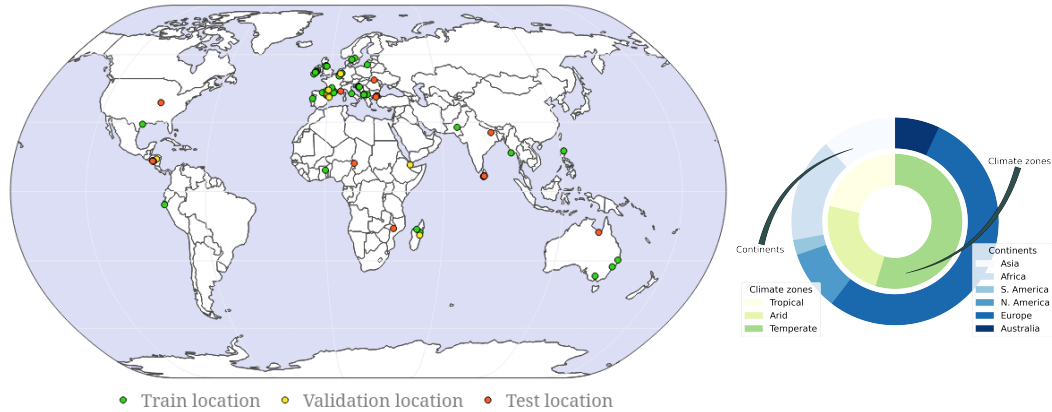 Climate zones
Continents
Continents
Asia
Africa
S. America
N. America
Europe
Australia
Climate zones
Tropical
Arid
Temperate
Train location
Validation location
Test location